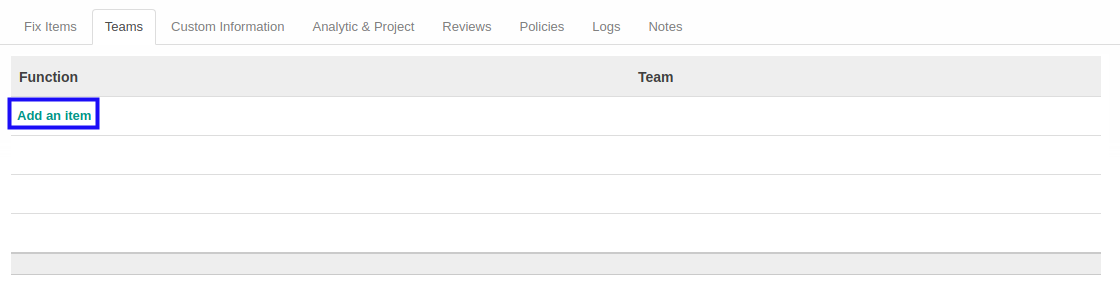 Fix Items Teams Custom Information Analytic & Project Reviews Policies Logs Notes
Function Team
Add an item